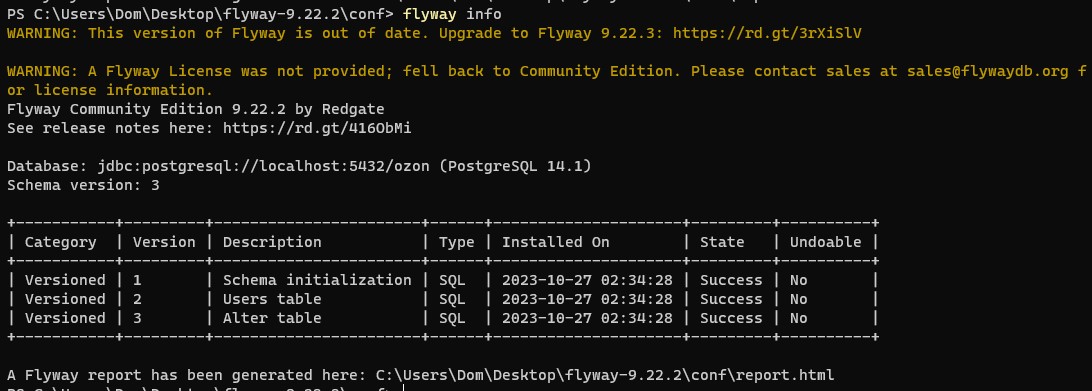 PS C:\Users\Dom\Desktop\flyway-9.22.2\conf> flyway info
WARNING: This version of Flyway is out of date. Upgrade to Flyway 9.22.3: https://rd.gt/3rXiSlV
WARNING: A Flyway License was not provided; fell back to Community Edition. Please contact sales at sales@flywaydb.org f
or license information.
Flyway Community Edition 9.22.2 by Redgate
See release notes here: https://rd.gt/416ObMi
Database: jdbc:postgresql://localhost:5432/ozon (PostgreSQL 14.1)
Schema version: 3
+-----------+---------+-----------------------+------+---------------------+---------+----------+
| Category  | Version | Description           | Type | Installed On        | State   | Undoable |
+-----------+---------+-----------------------+------+---------------------+---------+----------+
| Versioned | 1       | Schema initialization | SQL  | 2023-10-27 02:34:28 | Success | No       |
| Versioned | 2       | Users table           | SQL  | 2023-10-27 02:34:28 | Success | No       |
| Versioned | 3       | Alter table           | SQL  | 2023-10-27 02:34:28 | Success | No       |
+-----------+---------+-----------------------+------+---------------------+---------+----------+
A Flyway report has been generated here: C:\Users\Dom\Desktop\flyway-9.22.2\conf\report.html